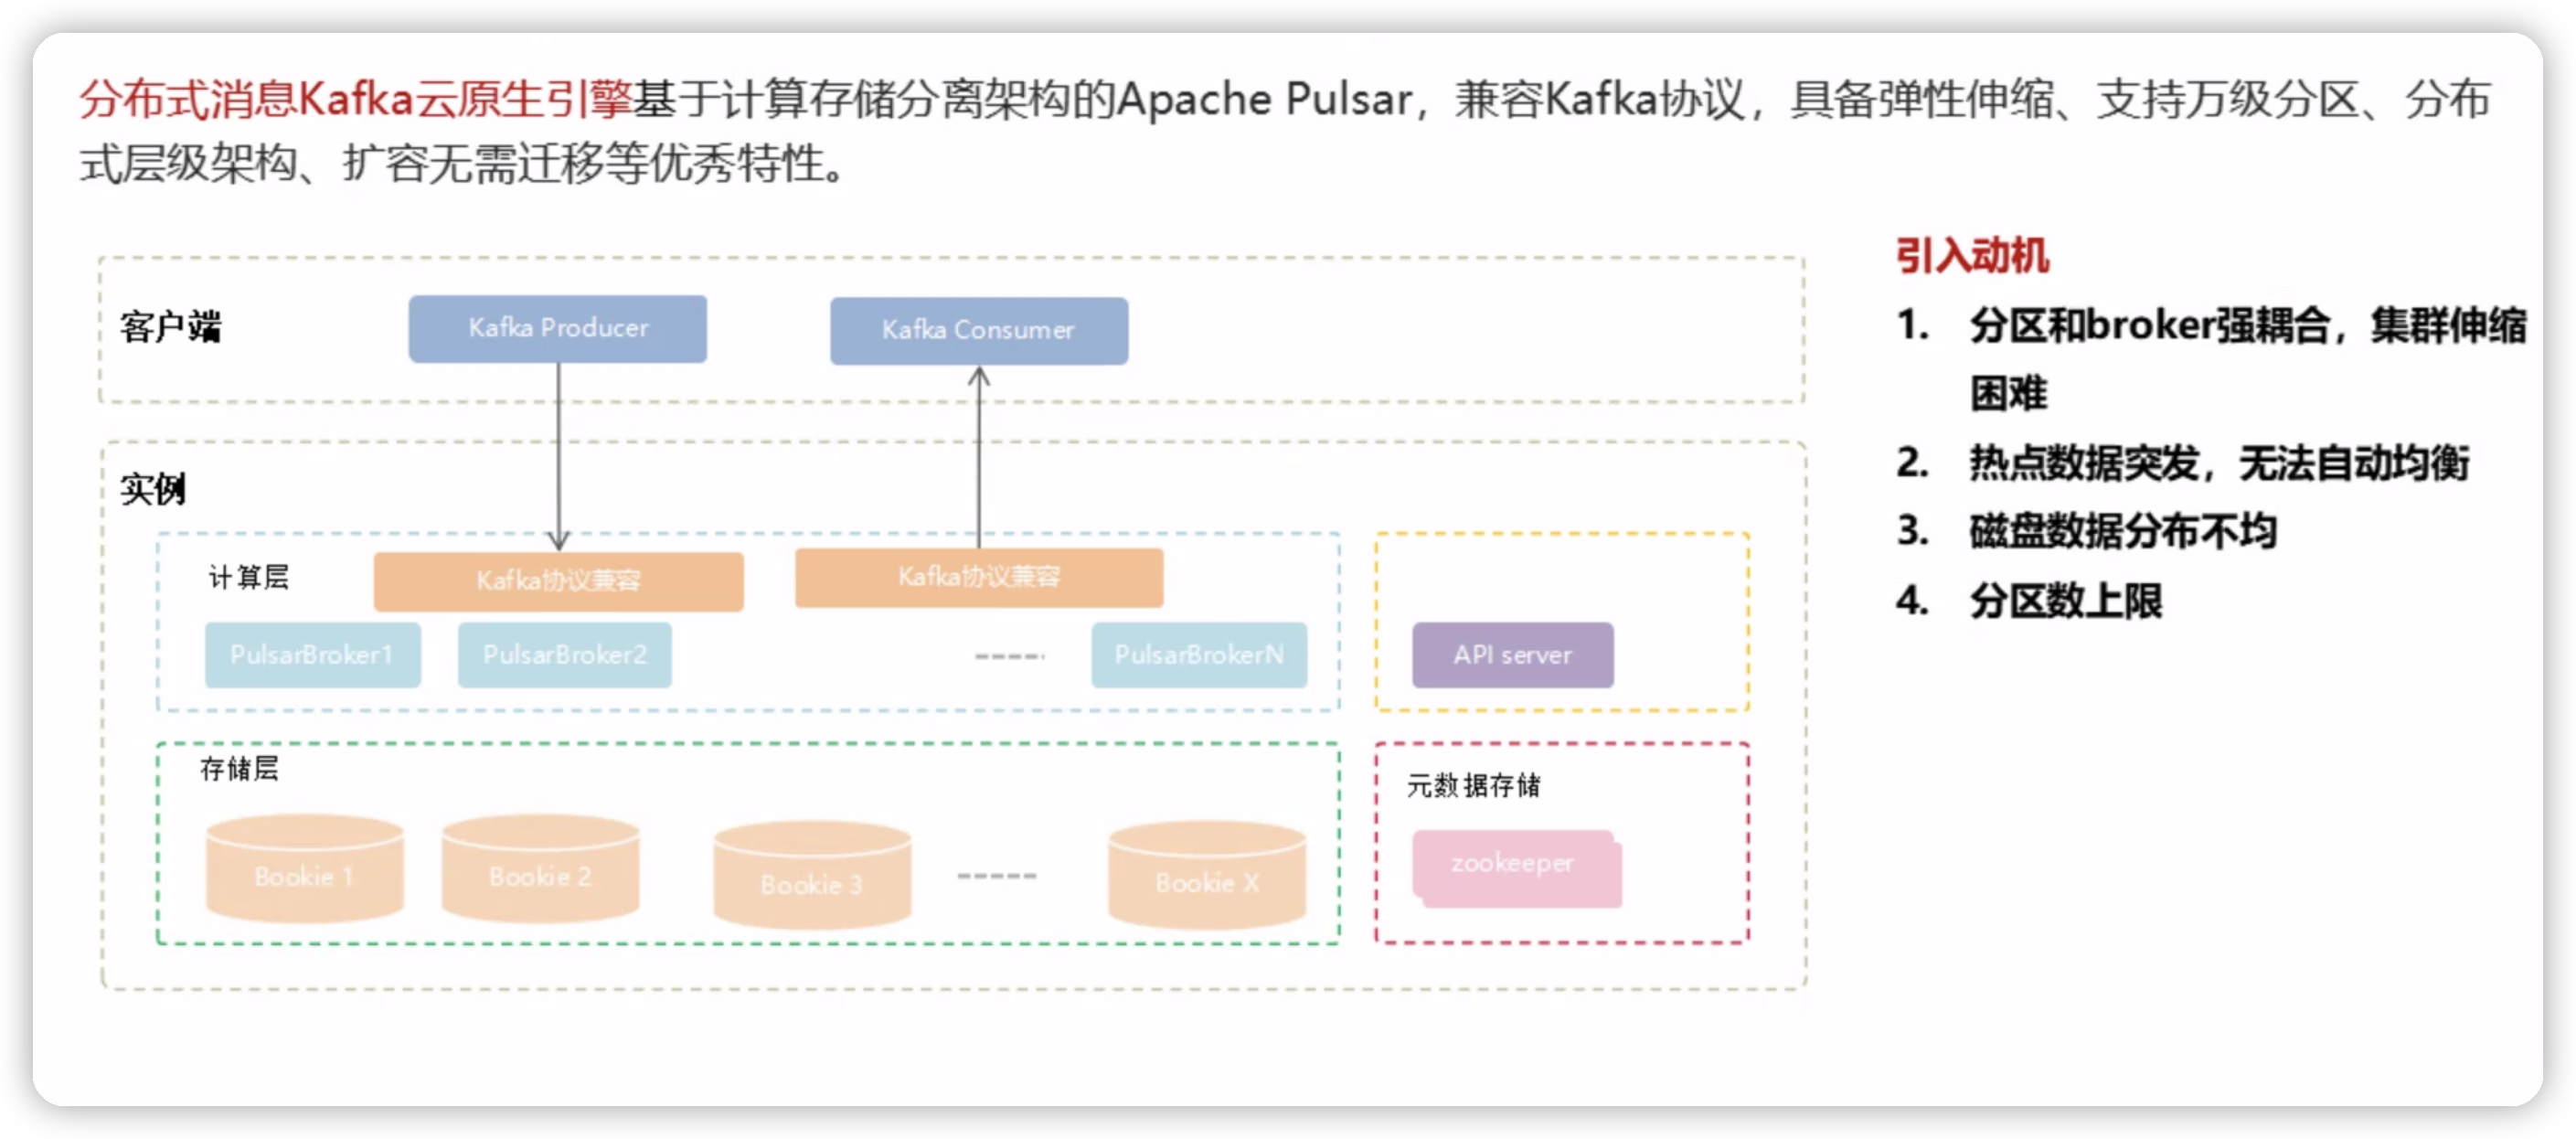 分布式消息Kafka云原生引擎基于计算存储分离架构的Apache Pulsar，兼容Kafka协议，具备弹性伸缩、支持万级分区、分布
式层级架构、扩容无需迁移等优秀特性。
引入动机
1. 分区和broker强耦合，集群伸缩
困难
2. 热点数据突发，无法自动均衡
3. 磁盘数据分布不均
4. 分区数上限
客户端
Kafka Producer
Kafka Consumer
实例
计算层
Kafka协议兼容
Kafka协议兼容
PulsarBroker1
PulsarBroker2
PulsarBrokerN
API server
存储层
Bookie 1
Bookie 2
Bookie 3
Bookie X
元数据存储
zookeeper